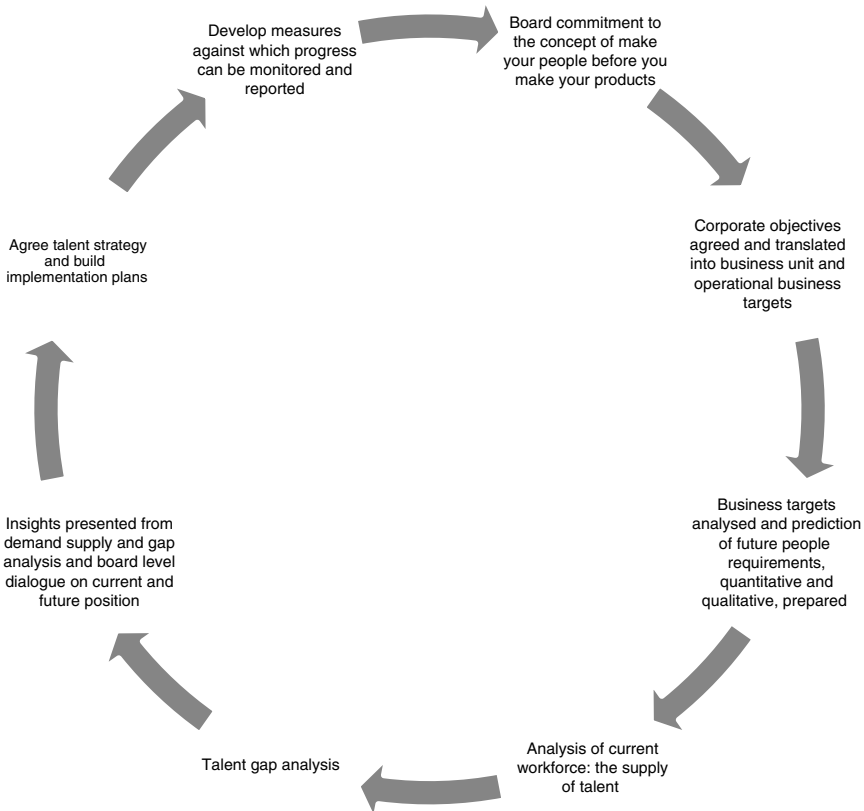 Develop measures
against which progress
can be monitored and
reported
Board commitment to
the concept of make
your people before you
make your products
Corporate objectives
agreed and translated
into business unit and
operational business
targets
Business targets
analysed and prediction
of future people
requirements,
quantitative and
qualitative, prepared
Analysis of current
workforce: the supply
of talent
Talent gap analysis
Insights presented from
demand supply and gap
analysis and board level
dialogue on current and
future position
Agree talent strategy
and build
implementation plans